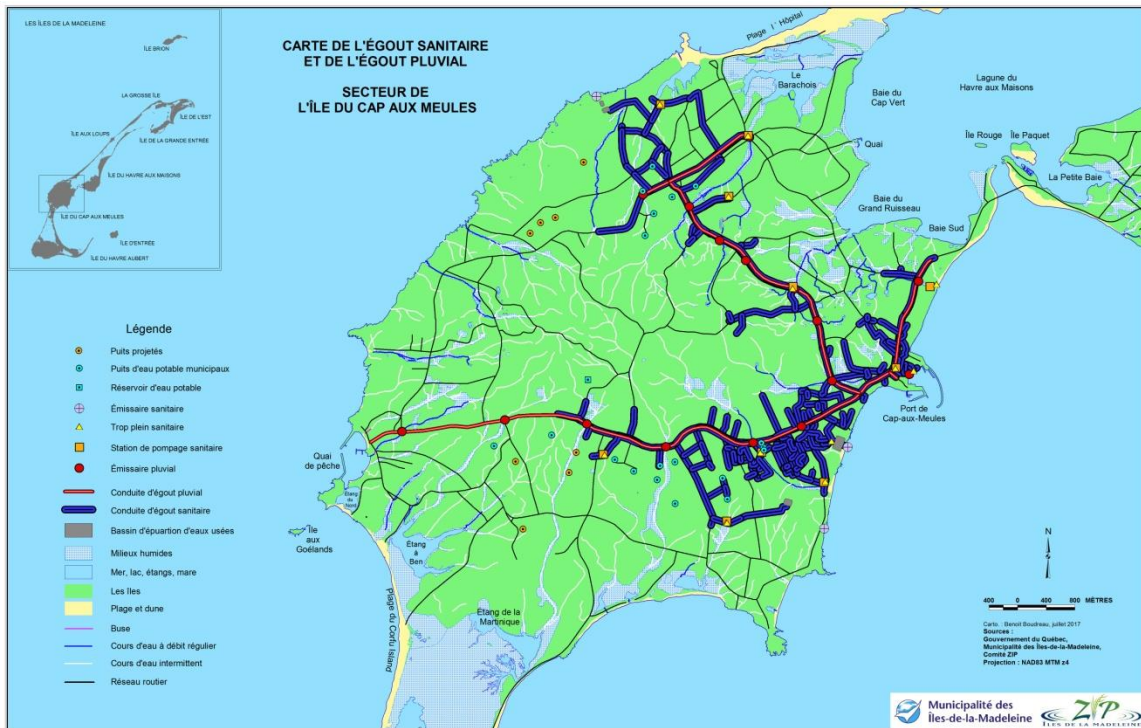 LES ÎLES DE LA MADELEINE
ÎLE BRION
LA GROSSE ÎLE
ÎLE DE L'EST
ÎLE AUX LOUPS
ÎLE DE LA GRANDE ENTRÉE
ÎLE DU HAVRE AUX MAISONS
ÎLE DU CAP AUX MEULES
ÎLE D'ENTRÉE
ÎLE DU HAVRE AUBERT
CARTE DE L'ÉGOUT SANITAIRE
ET DE L'ÉGOUT PLUVIAL
SECTEUR DE
L'ÎLE DU CAP AUX MEULES
Plage l'Hôpital
Le
Barachois
Baie du
Cap Vert
Lagune du
Havre aux Maisons
Quai
Île Rouge
Île Paquet
La Petite Baie
Baie du
Grand Ruisseau
Baie Sud
Port de
Cap-aux-Meules
Quai
de pêche
Étang
du
Nord
Île
aux
Goélands
Étang
à
Ben
Étang de la
Martinique
Plage du Corfu Island
Légende
Puits projetés
Puits d'eau potable municipaux
Réservoir d'eau potable
Émissaire sanitaire
Trop plein sanitaire
Station de pompage sanitaire
Émissaire pluvial
Conduite d'égout pluvial
Conduite d'égout sanitaire
Bassin d'épuartion d'eaux usées
Milieux humides
Mer, lac, étangs, mare
Les Iles
Plage et dune
Buse
Cours d'eau à débit régulier
Cours d'eau intermittent
Réseau routier
N
400 0 400 800 MÈTRES
Carte. : Benoit Boudreau, juillet 2017
Sources :
Gouvernement du Québec,
Municipalité des Îles-de-la-Madeleine,
Comité ZIP
Projection : NAD83 MTM z4
Municipalité des
Îles-de-la-Madeleine
ZIP
ÎLES DE LA MADELEINE